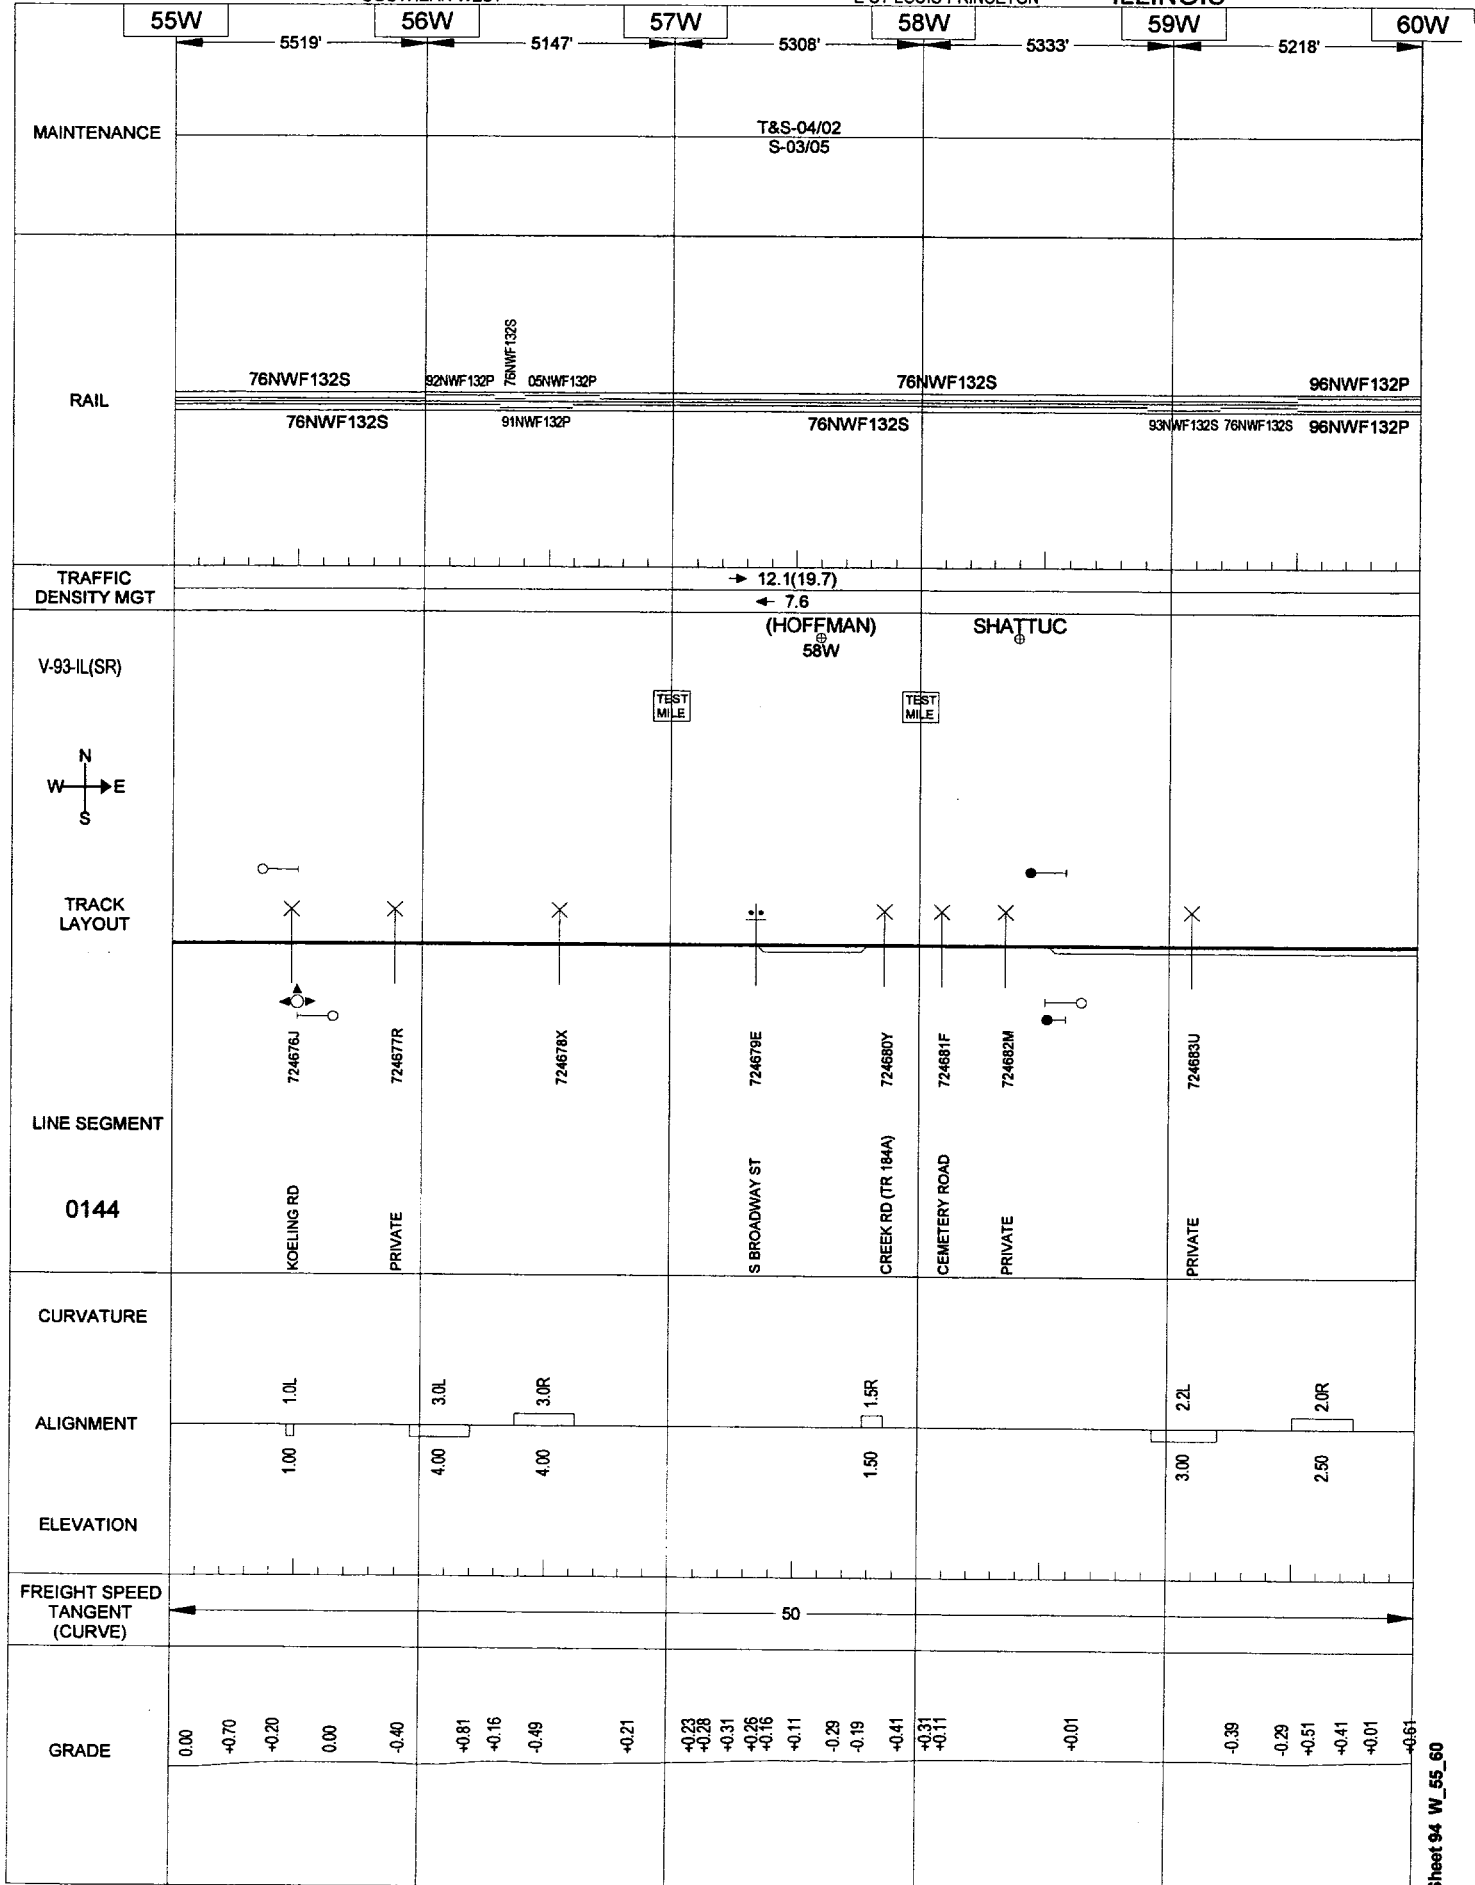 ILLINOIS
55W 56W 57W 58W 59W 60W
5519' 5147' 5308' 5333' 5218'
MAINTENANCE
T&S-04/02
S-03/05
76NWF132S
76NWF132S 92NWF132P 05NWF132P 76NWF132S 96NWF132P
RAIL
76NWF132S 91NWF132P 76NWF132S 93NWF132S 76NWF132S 96NWF132P
TRAFFIC
DENSITY MGT
12.1(19.7)
7.6
(HOFFMAN) SHATTUC
58W
V-93-IL(SR)
TEST
MILE
TEST
MILE
N
W E
S
TRACK
LAYOUT
724676J 724677R 724678X 724679E 724680Y 724681F 724682M 724683U
LINE SEGMENT
0144
KOELING RD PRIVATE S BROADWAY ST CREEK RD (TR 184A) CEMETERY ROAD PRIVATE PRIVATE
CURVATURE
1.0L 3.0L 3.0R 1.5R 2.2L 2.0R
ALIGNMENT
1.00 4.00 4.00 1.50 3.00 2.50
ELEVATION
FREIGHT SPEED
TANGENT
(CURVE)
50
GRADE
0.00 +0.70 +0.20 0.00 -0.40 +0.81 +0.16 -0.49 +0.21 +0.23 +0.28 +0.31 +0.26 +0.16 +0.11 -0.29 -0.19 +0.41 +0.31 +0.11 +0.01 -0.39 -0.29 +0.51 +0.41 +0.01 +0.61
Sheet 94 W_55_60